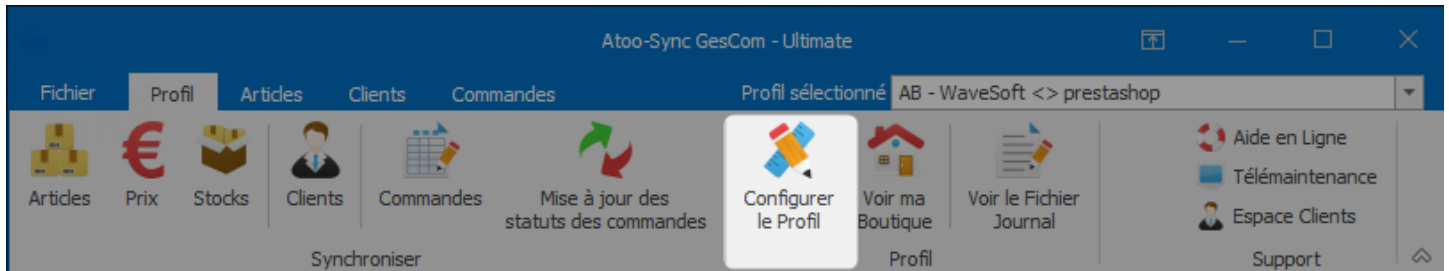 Atoo-Sync GesCom - Ultimate
Fichier Profil Articles Clients Commandes Profil sélectionné AB - WaveSoft <> prestashop
Articles Prix Stocks Clients Commandes Mise à jour des
statuts des commandes Configurer
le Profil Voir ma
Boutique Voir le Fichier
Journal
Aide en Ligne
Télémaintenance
Espace Clients
Synchroniser Profil Support